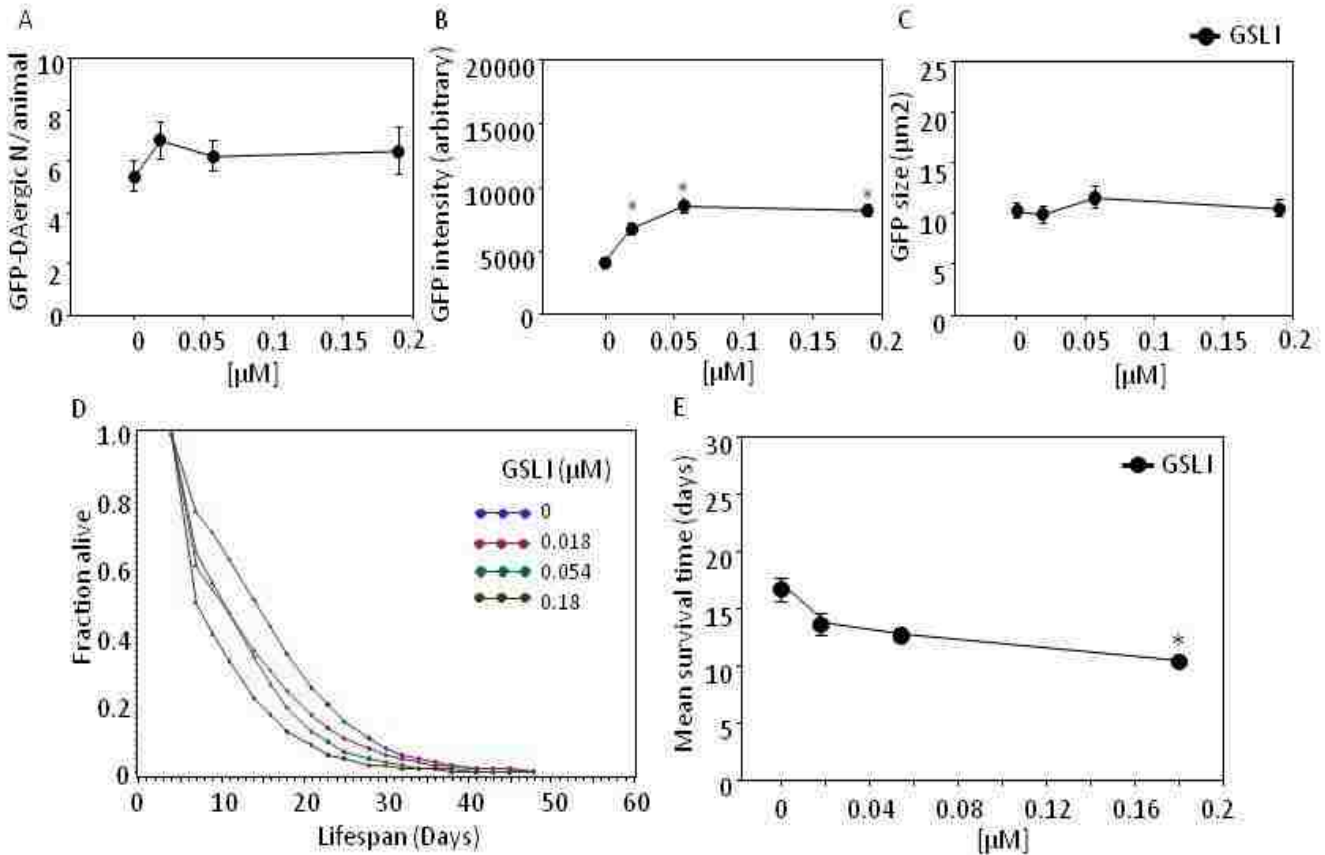 A
GFP-DAergic N/animal
10
8
6
4
2
0
0 0.05 0.1 0.15 0.2
[µM]
B
GFP intensity (arbitrary)
20000
15000
10000
5000
0
* * *
0 0.05 0.1 0.15 0.2
[µM]
C
GSLI
GFP size (µm2)
25
20
15
10
5
0
0 0.05 0.1 0.15 0.2
[µM]
D
Fraction alive
1.0
0.8
0.6
0.4
0.2
0
GSLI (µM)
0
0.018
0.054
0.18
0 10 20 30 40 50 60
Lifespan (Days)
E
GSLI
Mean survival time (days)
30
25
20
15
10
5
0
*
0 0.04 0.08 0.12 0.16 0.2
[µM]